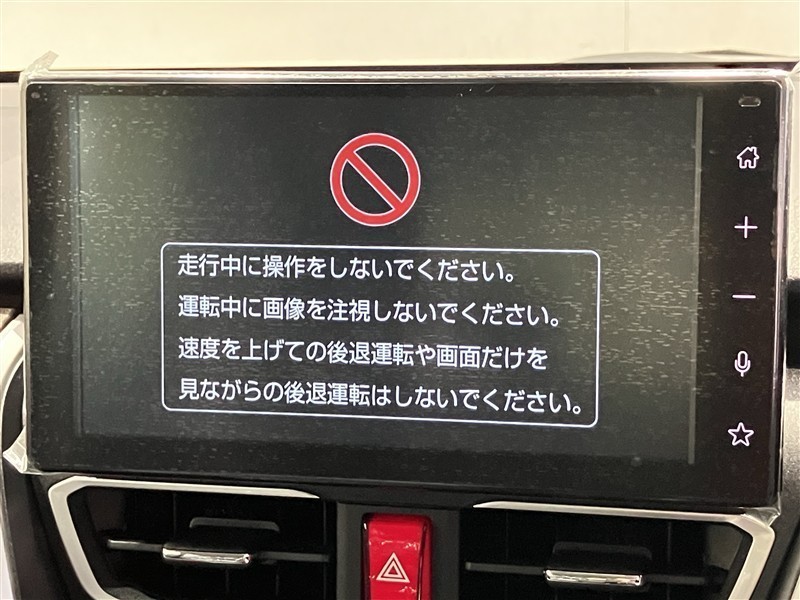 走行中に操作をしないでください。
運転中に画像を注視しないでください。
速度を上げての後退運転や画面だけを
見ながらの後退運転はしないでください。